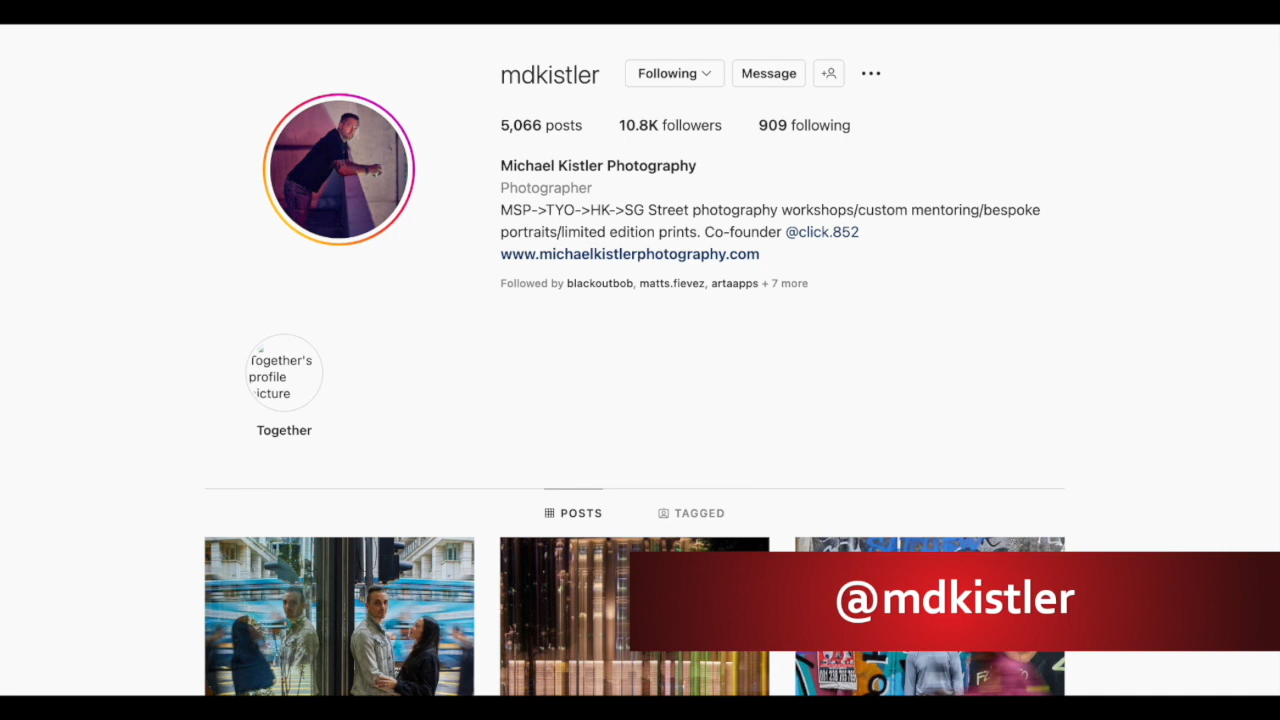 mdkistler Following Message
5,066 posts 10.8K followers 909 following
Michael Kistler Photography
Photographer
MSP->TYO->HK->SG Street photography workshops/custom mentoring/bespoke
portraits/limited edition prints. Co-founder @click.852
www.michaelkistlerphotography.com
Followed by blackoutbob, matts.fievez, artaapps + 7 more
Together's
profile
picture
Together
POSTS TAGGED
@mdkistler